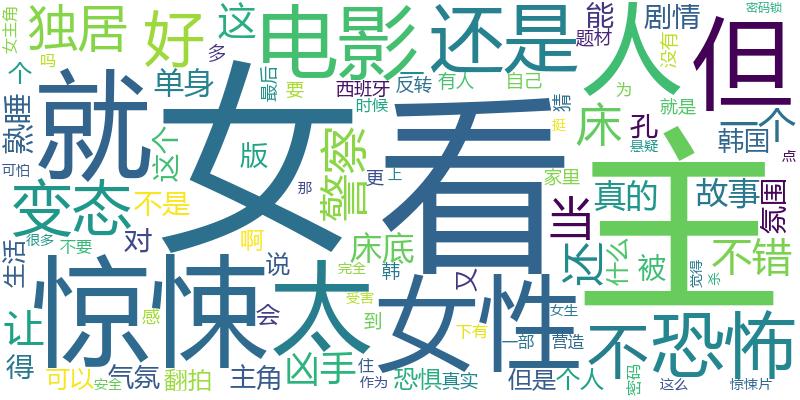 女主角
独居
好
这
电影
还是
能
剧情
人
密码锁
但
吗
多
题材
没有
个
单身
最后
要
西班牙
反转
有人
自己
为
猜
时候
就是
一个
就
女
看
主
熟睡
可怕
这个
版
警察
更
上
挺
床
孔
悬疑
韩国
点
变态
不是
那
家里
当
真的
故事
氛围
生活
很多
不要
对
啊
床底
韩
又
还
什么
被
觉得
不错
惊悚
说
太
完全
女性
杀
让
感
会
受害
到
下有
女生
不
恐怖
得
可以
安全
气氛
翻拍
主角
凶手
住
作为
恐惧
真实
一部
营造
但是
个人
密码
这么
惊悚片